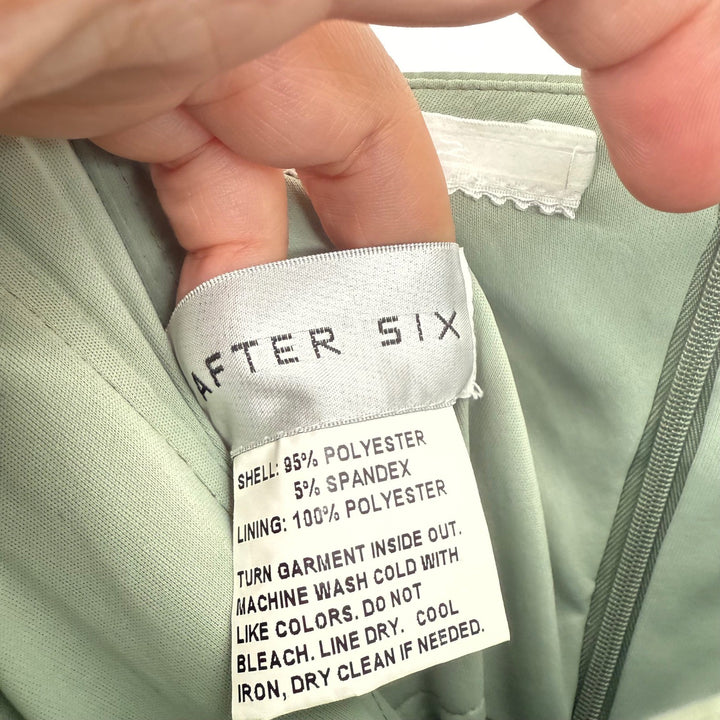 AFTER SIX
SHELL: 95% POLYESTER
5% SPANDEX
LINING: 100% POLYESTER
TURN GARMENT INSIDE OUT.
MACHINE WASH COLD WITH
LIKE COLORS. DO NOT
BLEACH. LINE DRY. COOL
IRON, DRY CLEAN IF NEEDED.